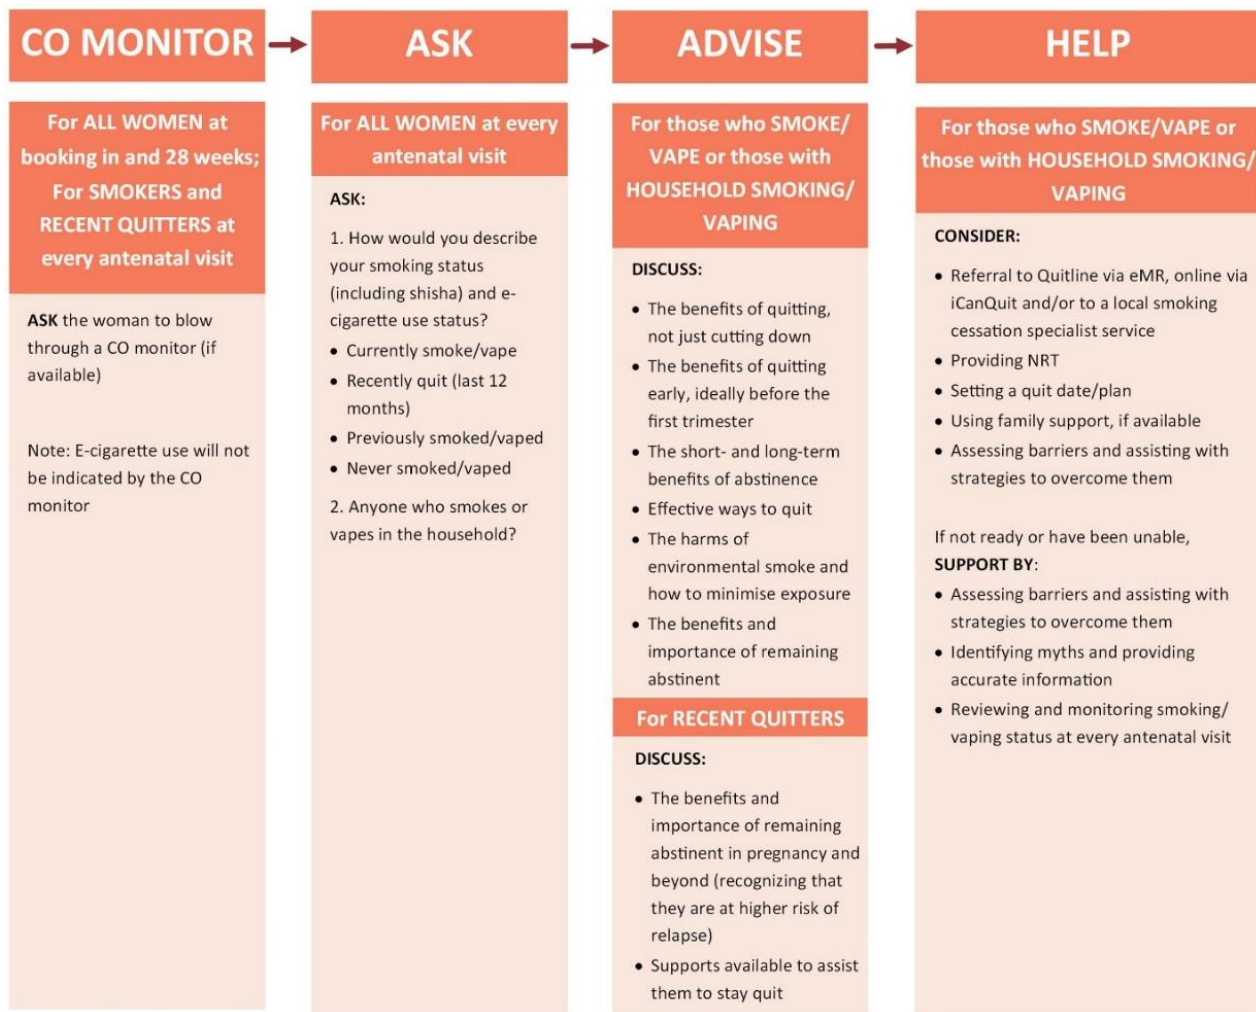 CO MONITOR
ASK
ADVISE
HELP
For ALL WOMEN at
booking in and 28 weeks;
For SMOKERS and
RECENT QUITTERS at
every antenatal visit
ASK the woman to blow
through a CO monitor (if
available)
Note: E-cigarette use will not
be indicated by the CO
monitor
For ALL WOMEN at every
antenatal visit
ASK:
1. How would you describe
your smoking status
(including shisha) and e-
cigarette use status?
• Currently smoke/vape
• Recently quit (last 12
months)
• Previously smoked/vaped
• Never smoked/vaped
2. Anyone who smokes or
vapes in the household?
For those who SMOKE/
VAPE or those with
HOUSEHOLD SMOKING/
VAPING
DISCUSS:
• The benefits of quitting,
not just cutting down
• The benefits of quitting
early, ideally before the
first trimester
• The short- and long-term
benefits of abstinence
• Effective ways to quit
• The harms of
environmental smoke and
how to minimise exposure
• The benefits and
importance of remaining
abstinent
For RECENT QUITTERS
DISCUSS:
• The benefits and
importance of remaining
abstinent in pregnancy and
beyond (recognizing that
they are at higher risk of
relapse)
• Supports available to assist
them to stay quit
For those who SMOKE/VAPE or
those with HOUSEHOLD SMOKING/
VAPING
CONSIDER:
• Referral to Quitline via eMR, online via
iCanQuit and/or to a local smoking
cessation specialist service
• Providing NRT
• Setting a quit date/plan
• Using family support, if available
• Assessing barriers and assisting with
strategies to overcome them
If not ready or have been unable,
SUPPORT BY:
• Assessing barriers and assisting with
strategies to overcome them
• Identifying myths and providing
accurate information
• Reviewing and monitoring smoking/
vaping status at every antenatal visit